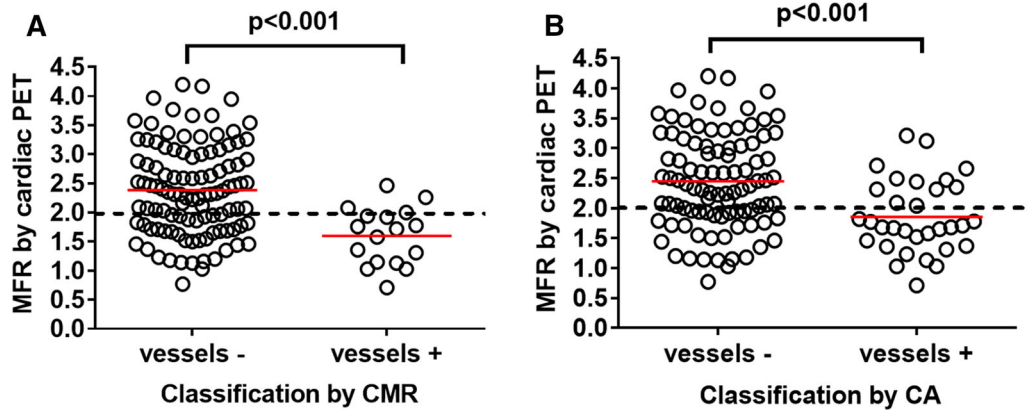 A
p<0.001
MFR by cardiac PET
4.5
4.0
3.5
3.0
2.5
2.0
1.5
1.0
0.5
0.0
vessels -
vessels +
Classification by CMR
B
p<0.001
MFR by cardiac PET
4.5
4.0
3.5
3.0
2.5
2.0
1.5
1.0
0.5
0.0
vessels -
vessels +
Classification by CA